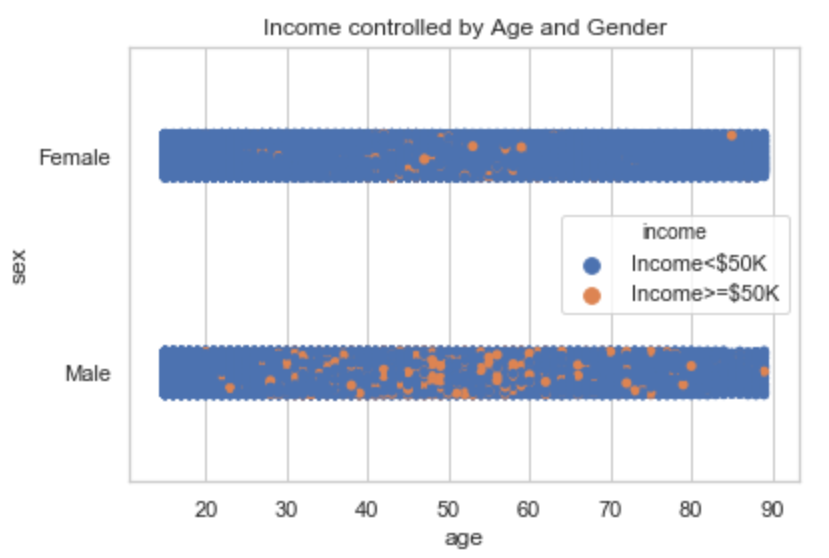 Income controlled by Age and Gender
Female
sex
income
Income<$50K
Income>=$50K
Male
20 30 40 50 60 70 80 90
age